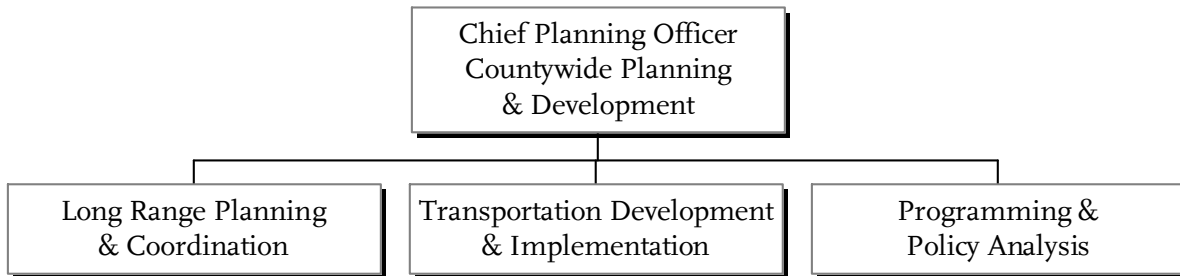 Chief Planning Officer
Countywide Planning
& Development
Long Range Planning
& Coordination
Transportation Development
& Implementation
Programming &
Policy Analysis